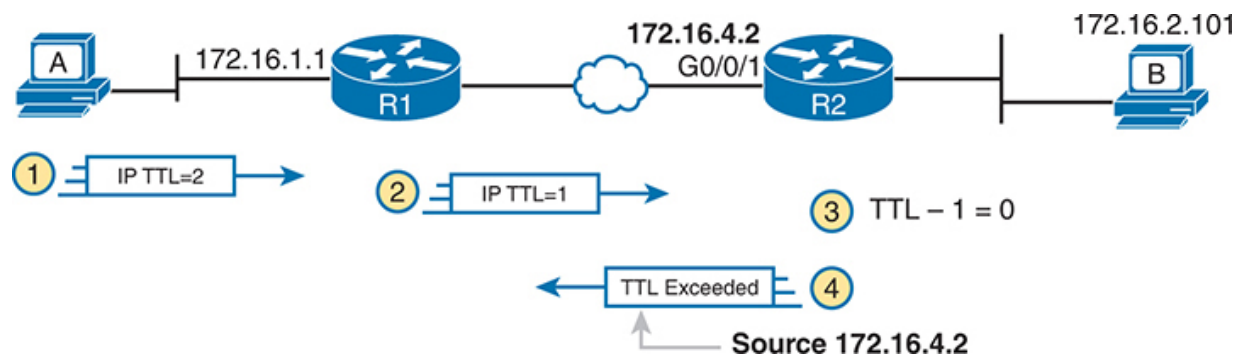 172.16.2.101
172.16.4.2
172.16.1.1
G0/0/1
A
B
R1
R2
1
IP TTL=2
2
IP TTL=1
3
TTL – 1 = 0
TTL Exceeded
4
Source 172.16.4.2